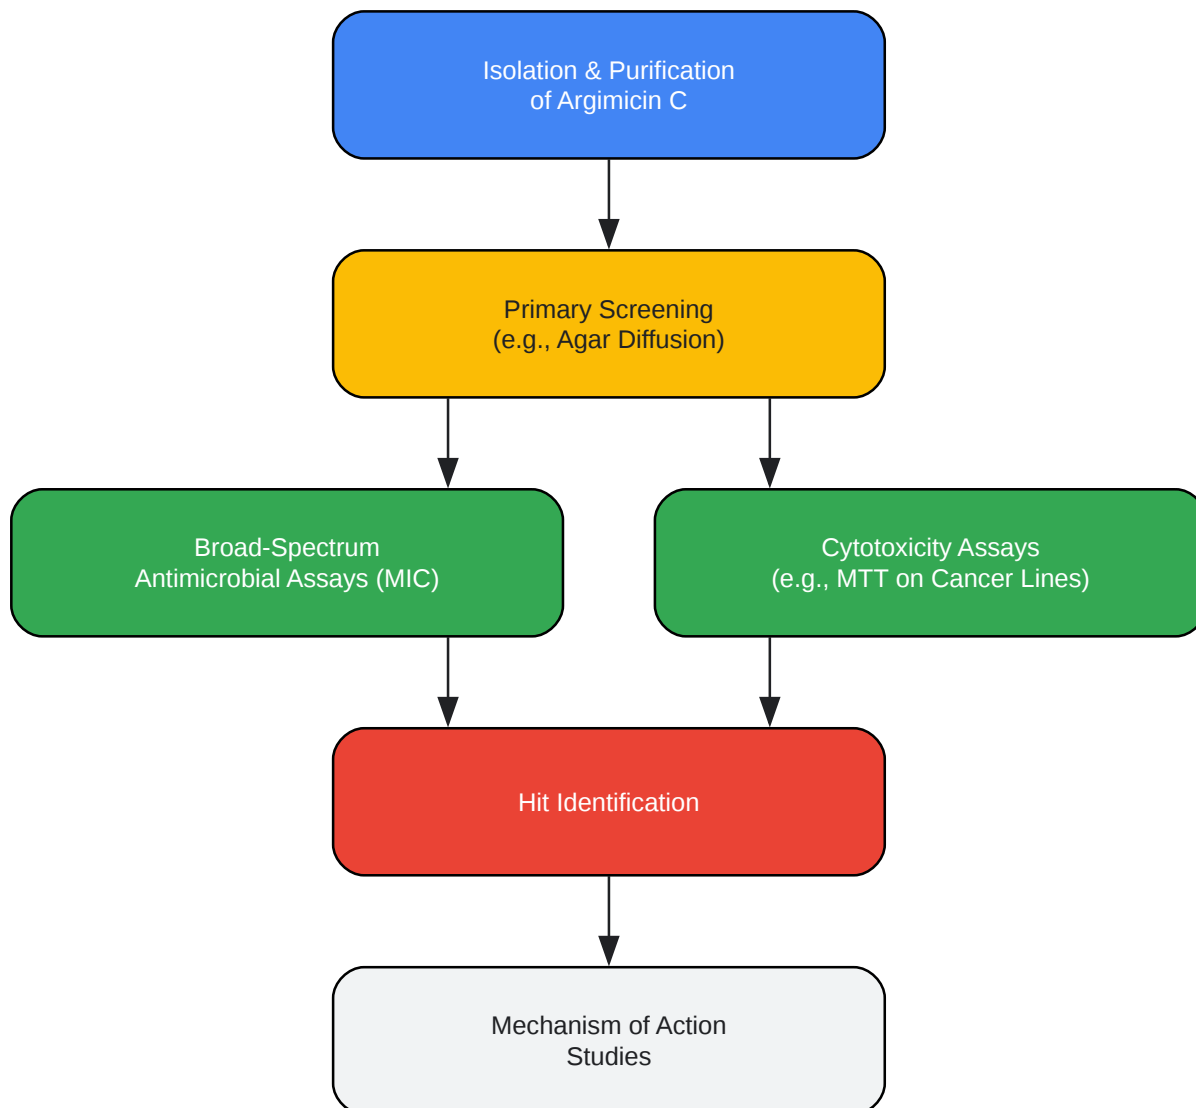 Isolation & Purification
of Argimicin C
Primary Screening
(e.g., Agar Diffusion)
Broad-Spectrum
Antimicrobial Assays (MIC)
Cytotoxicity Assays
(e.g., MTT on Cancer Lines)
Hit Identification
Mechanism of Action
Studies